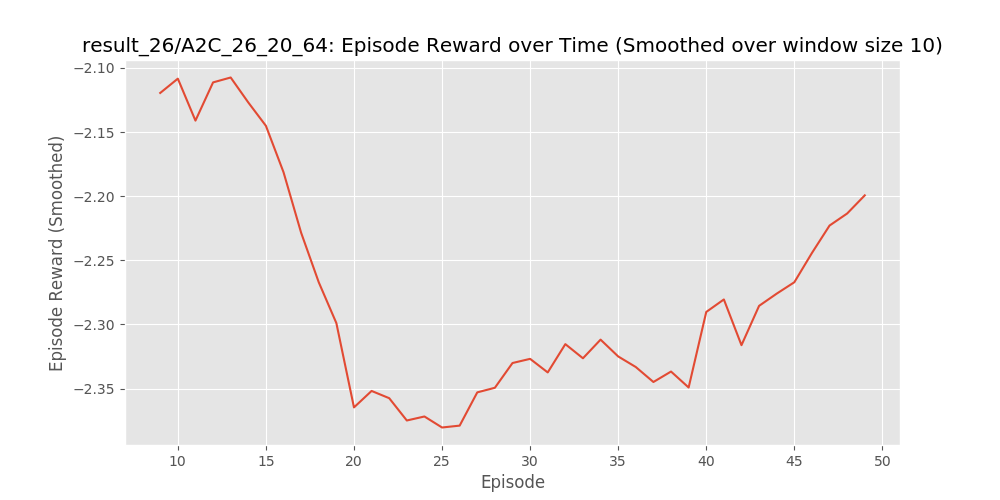 result_26/A2C_26_20_64: Episode Reward over Time (Smoothed over window size 10)
Episode Reward (Smoothed)
−2.10
−2.15
−2.20
−2.25
−2.30
−2.35
10 15 20 25 30 35 40 45 50
Episode